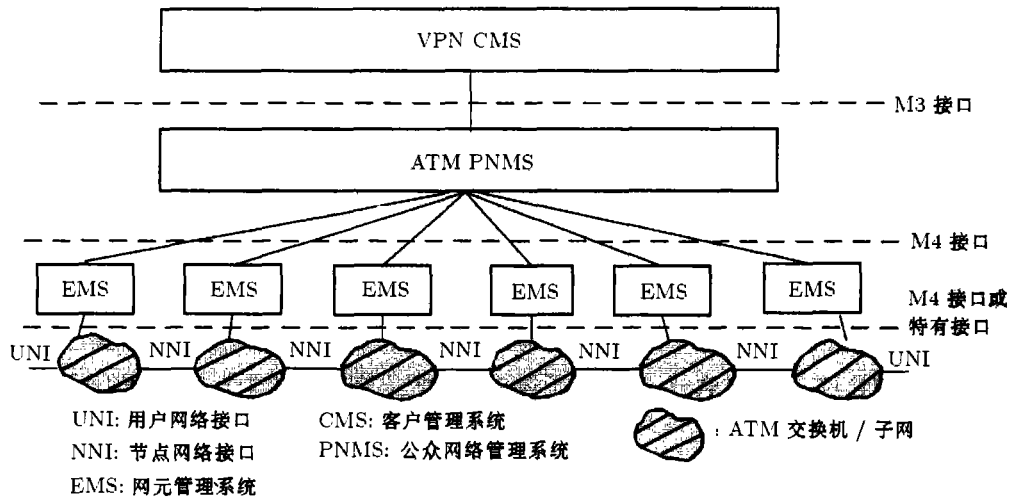 VPN CMS
M3 接口
ATM PNMS
M4 接口
EMS EMS EMS EMS EMS EMS
M4 接口或
特有接口
UNI NNI NNI NNI NNI NNI UNI
UNI: 用户网络接口
CMS: 客户管理系统
: ATM 交换机 / 子网
NNI: 节点网络接口
PNMS: 公众网络管理系统
EMS: 网元管理系统